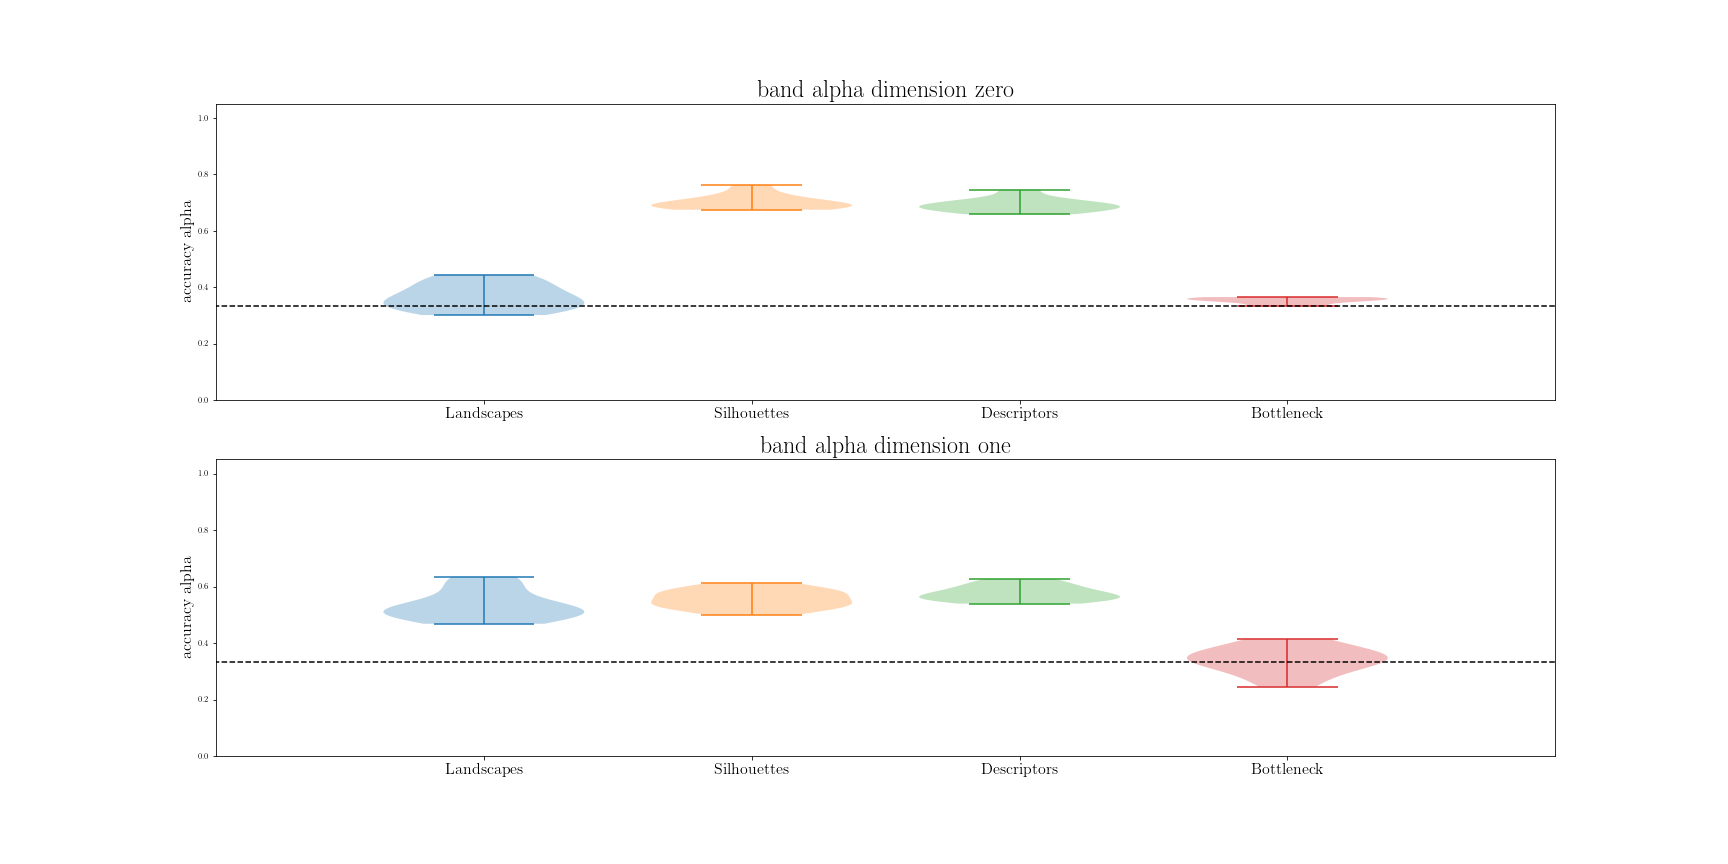 band alpha dimension zero
accuracy alpha
1.0
0.8
0.6
0.4
0.2
0.0
Landscapes Silhouettes Descriptors Bottleneck
band alpha dimension one
accuracy alpha
1.0
0.8
0.6
0.4
0.2
0.0
Landscapes Silhouettes Descriptors Bottleneck